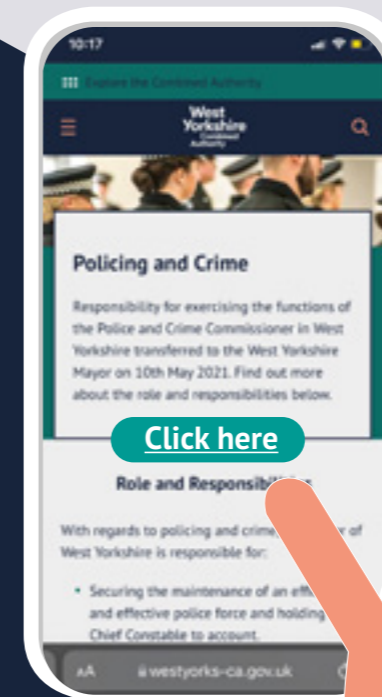 10:17
Explore the Combined Authority
West
Yorkshire
Combined
Authority
Policing and Crime
Responsibility for exercising the functions of
the Police and Crime Commissioner in West
Yorkshire transferred to the West Yorkshire
Mayor on 10th May 2021. Find out more
about the role and responsibilities below.
Click here
Role and Responsibilities
With regards to policing and crime, of
West Yorkshire is responsible for:
• Securing the maintenance of an
and effective police force and holding
Chief Constable to account.
AA westyorks-ca.gov.uk